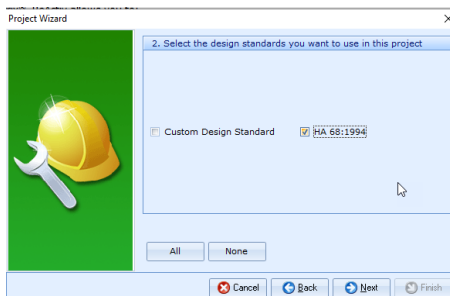 Project Wizard
2. Select the design standards you want to use in this project
Custom Design Standard HA 68:1994
All None
Cancel Back Next Finish